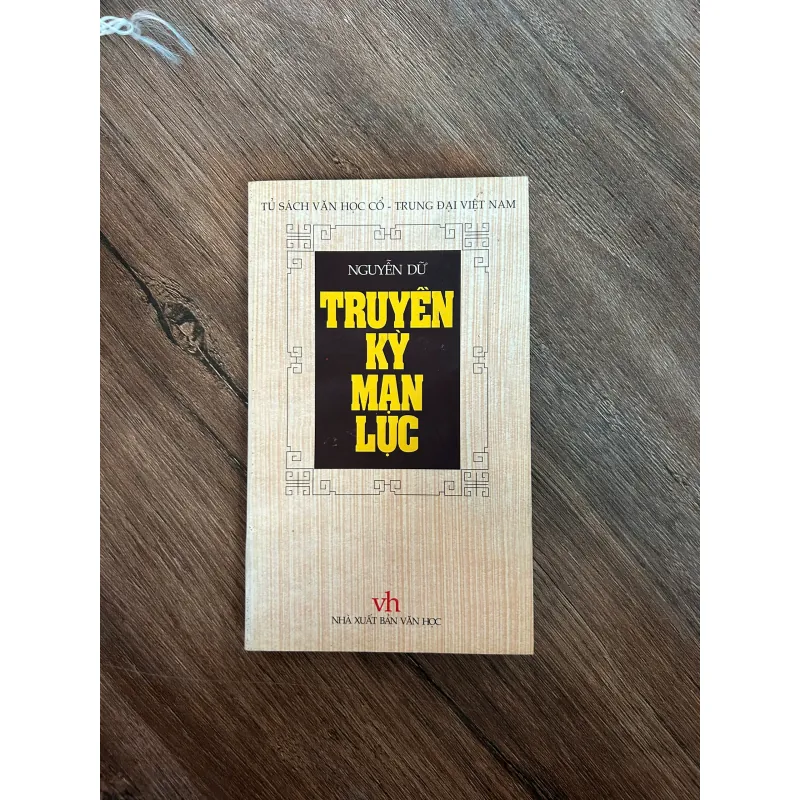 TỦ SÁCH VĂN HỌC CỔ - TRUNG ĐẠI VIỆT NAM
NGUYỄN DỮ
TRUYỀN
KỲ
MẠN
LỤC
vh
NHÀ XUẤT BẢN VĂN HỌC